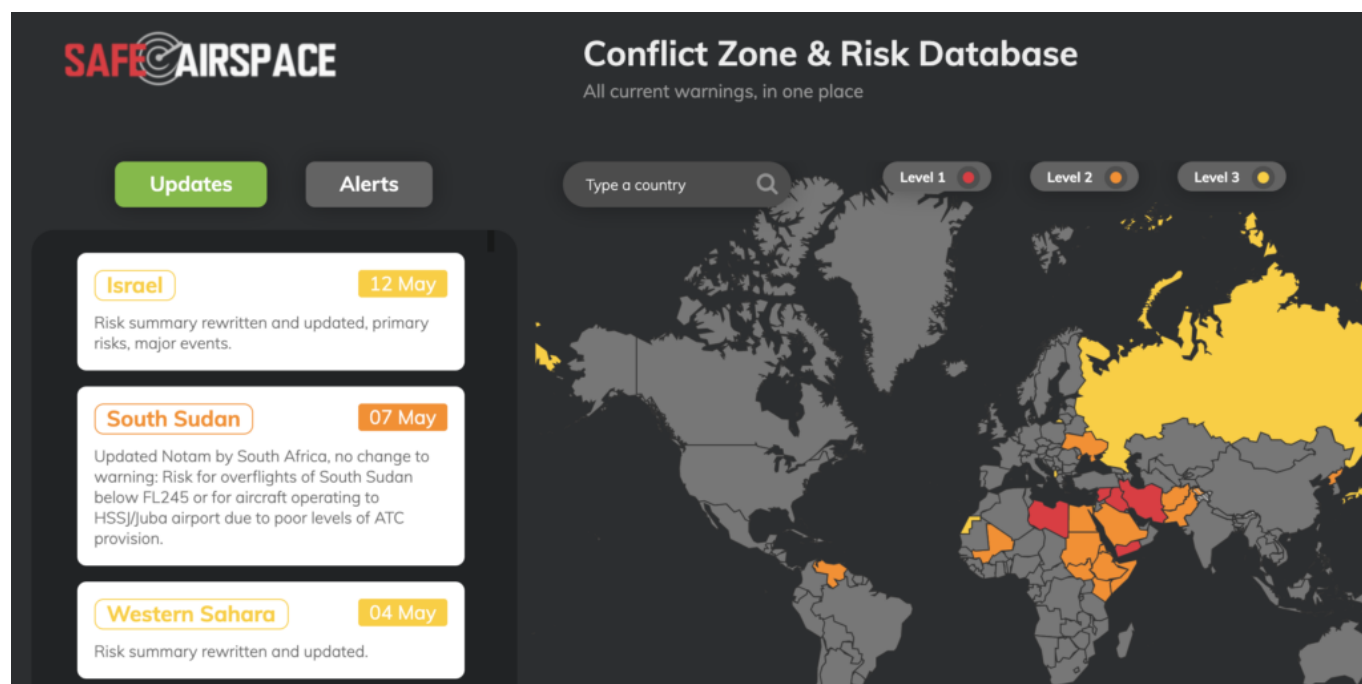 SAFE AIRSPACE
Conflict Zone & Risk Database
All current warnings, in one place
Updates
Alerts
Type a country
Level 1
Level 2
Level 3
Israel
12 May
Risk summary rewritten and updated, primary
risks, major events.
South Sudan
07 May
Updated Notam by South Africa, no change to
warning: Risk for overflights of South Sudan
below FL245 or for aircraft operating to
HSSJ/Juba airport due to poor levels of ATC
provision.
Western Sahara
04 May
Risk summary rewritten and updated.